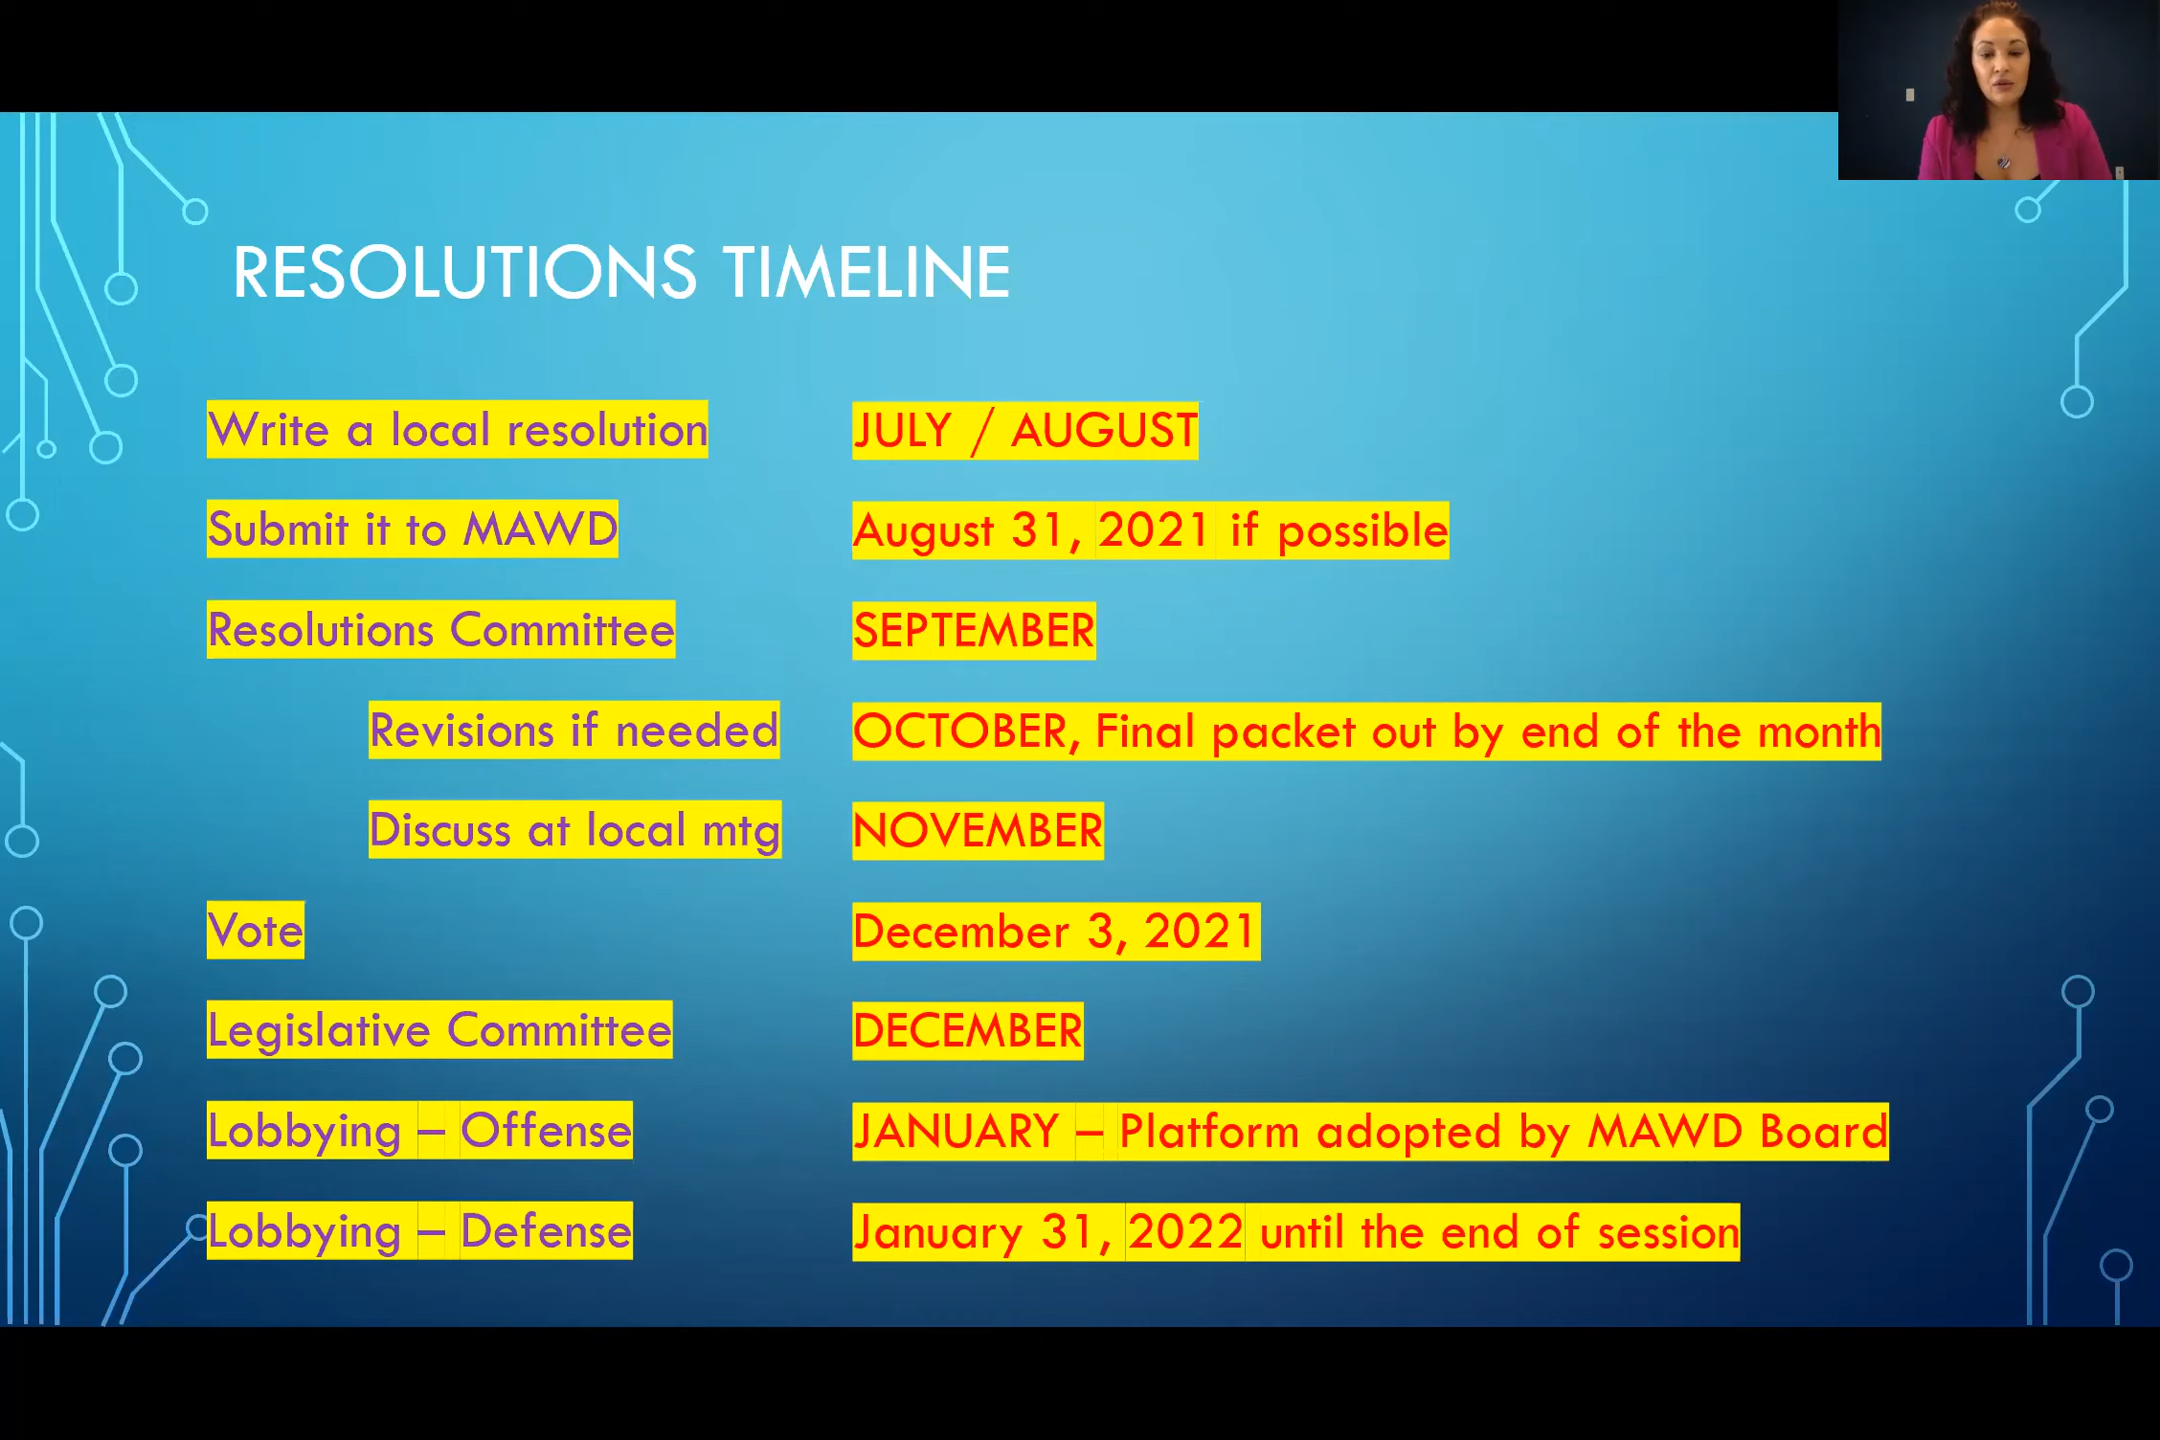 RESOLUTIONS TIMELINE
Write a local resolution JULY / AUGUST
Submit it to MAWD August 31, 2021 if possible
Resolutions Committee SEPTEMBER
Revisions if needed OCTOBER, Final packet out by end of the month
Discuss at local mtg NOVEMBER
Vote December 3, 2021
Legislative Committee DECEMBER
Lobbying – Offense JANUARY – Platform adopted by MAWD Board
Lobbying – Defense January 31, 2022 until the end of session